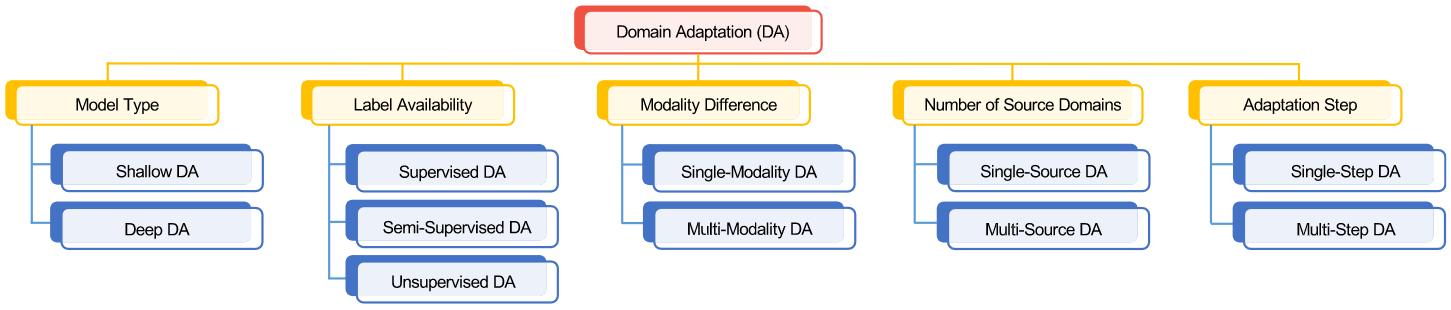 Domain Adaptation (DA)
Model Type
Label Availability
Modality Difference
Number of Source Domains
Adaptation Step
Shallow DA
Deep DA
Supervised DA
Semi-Supervised DA
Unsupervised DA
Single-Modality DA
Multi-Modality DA
Single-Source DA
Multi-Source DA
Single-Step DA
Multi-Step DA